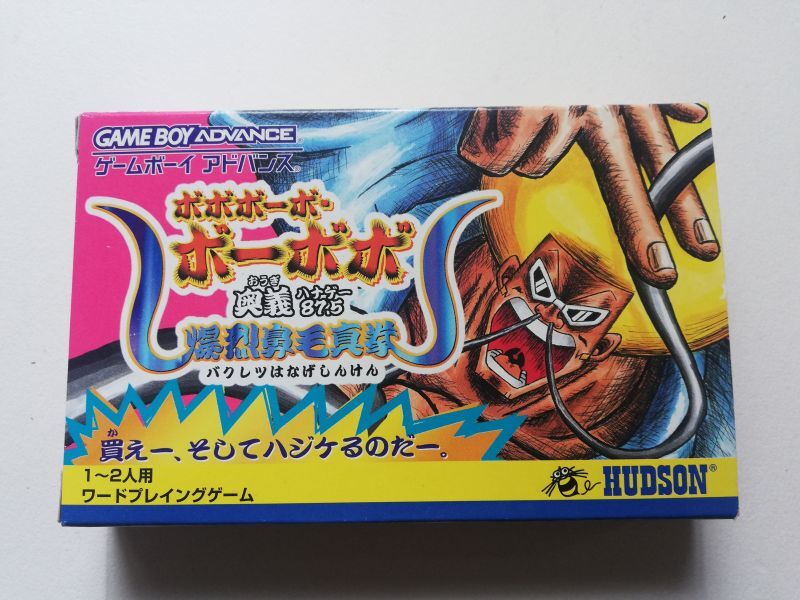 GAME BOY ADVANCE
ゲームボーイ アドバンス®
ボボボーボ・
ボーボボ
おうぎ
奥義 ハナゲー
87.5
爆烈鼻毛真拳
バクレツはなげしんけん
か
買えー、そしてハジケるのだー。
1～2人用
ワードプレイングゲーム
HUDSON®